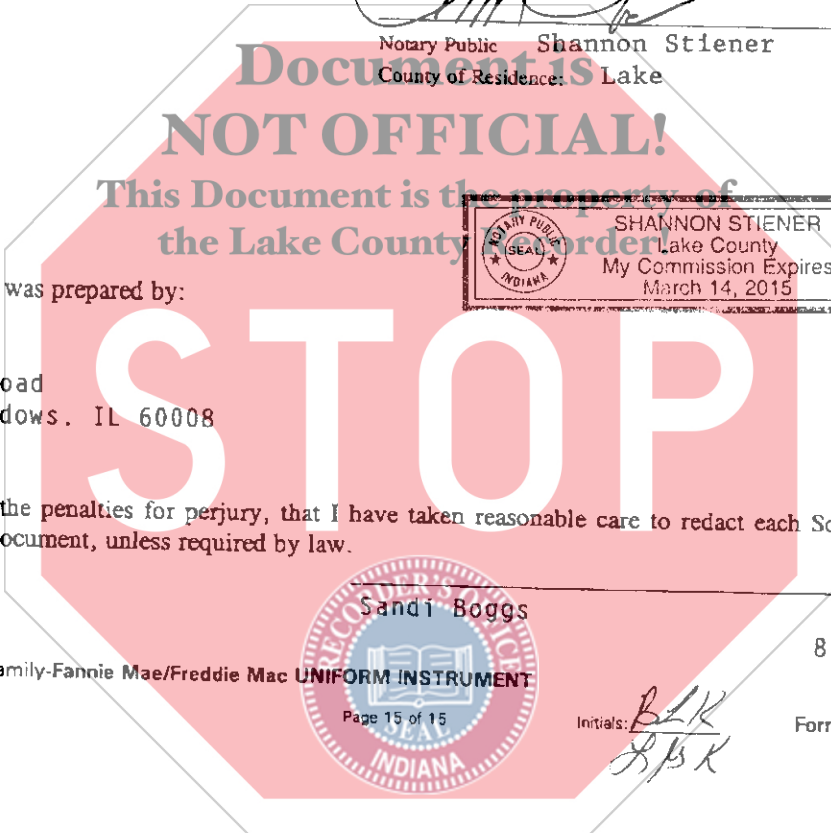 Notary Public Shannon Stiener
County of Residence: Lake
Document is
NOT OFFICIAL!
This Document is the property of
the Lake County Recorder!
NOTARY PUBLIC
SEAL
INDIANA
SHANNON STIENER
Lake County
My Commission Expires
March 14, 2015
was prepared by:
oad
dows. IL 60008
STOP
the penalties for perjury, that I have taken reasonable care to redact each So
ocument, unless required by law.
Sandi Boggs
RECORDER'S OFFICE
SEAL
INDIANA
8
amily-Fannie Mae/Freddie Mac UNIFORM INSTRUMENT
Page 15 of 15
Initials: BLK
LBK
Forr